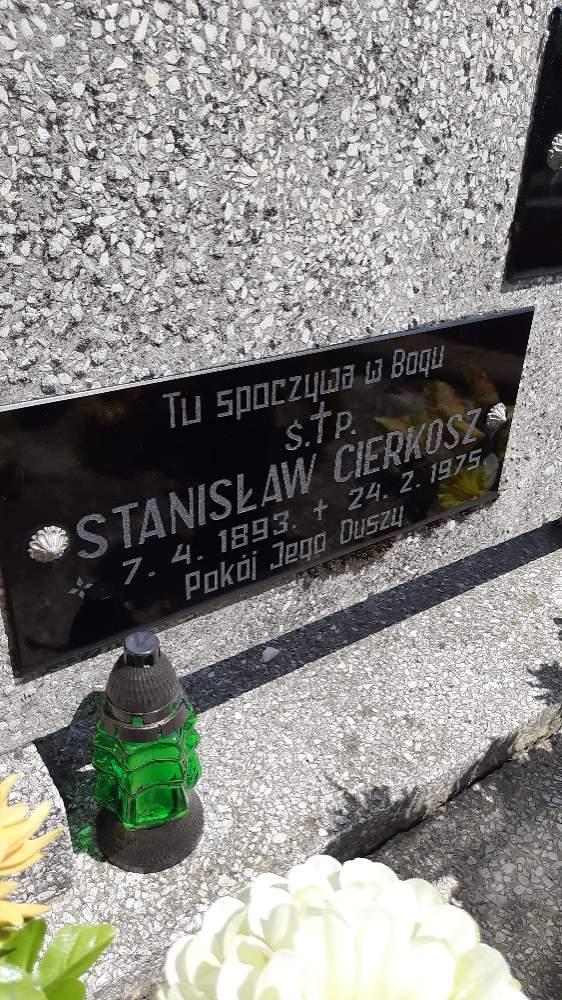 Tu spoczywa w Bogu
Ś.†P.
STANISŁAW CIERKOSZ
7. 4. 1893. † 24. 2. 1975.
Pokój Jego Duszy